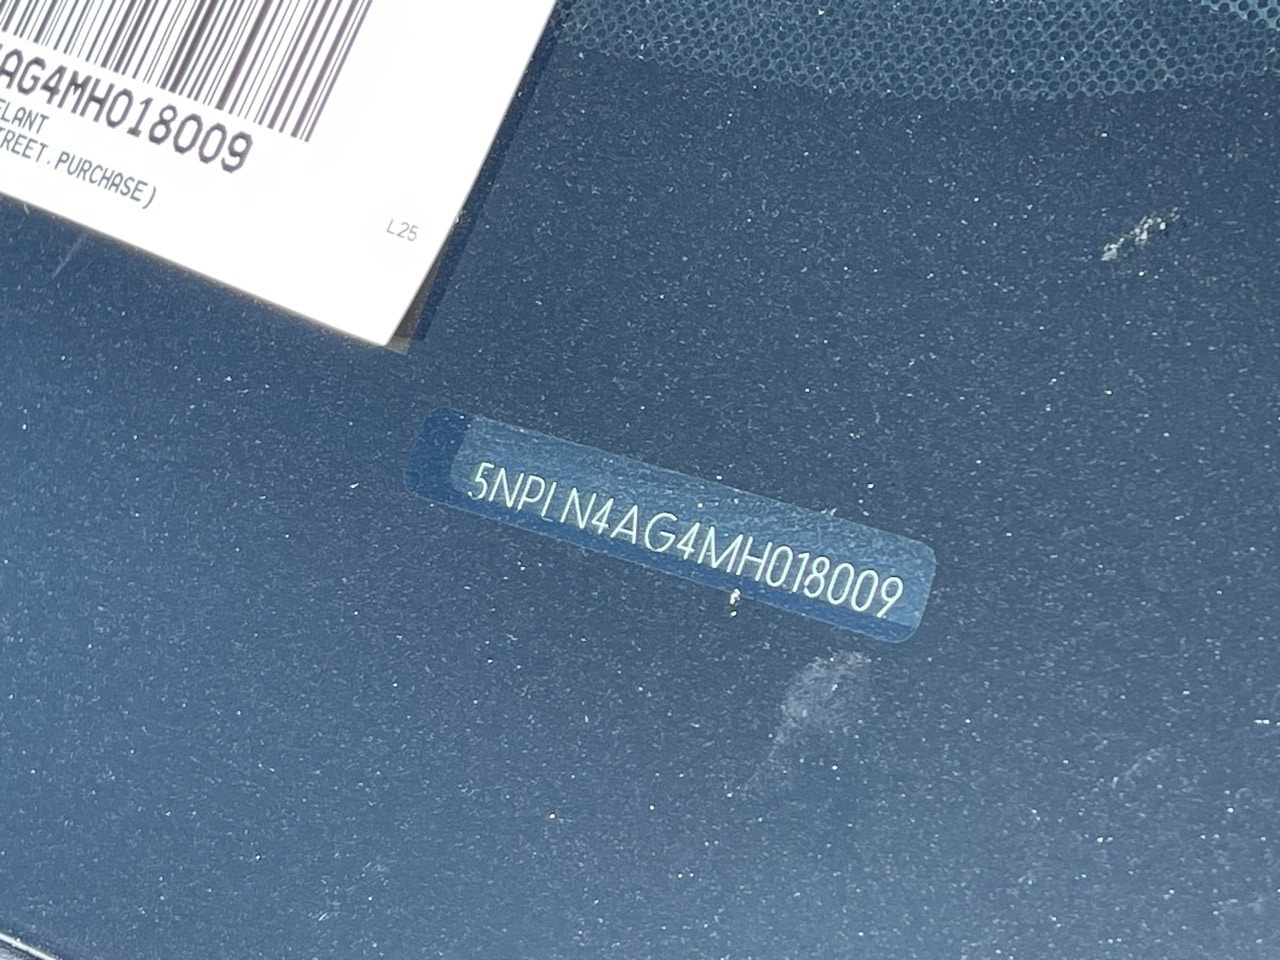 AG4MH018009
ELANT
REET.PURCHASE)
L25
5NPLN4AG4MH018009